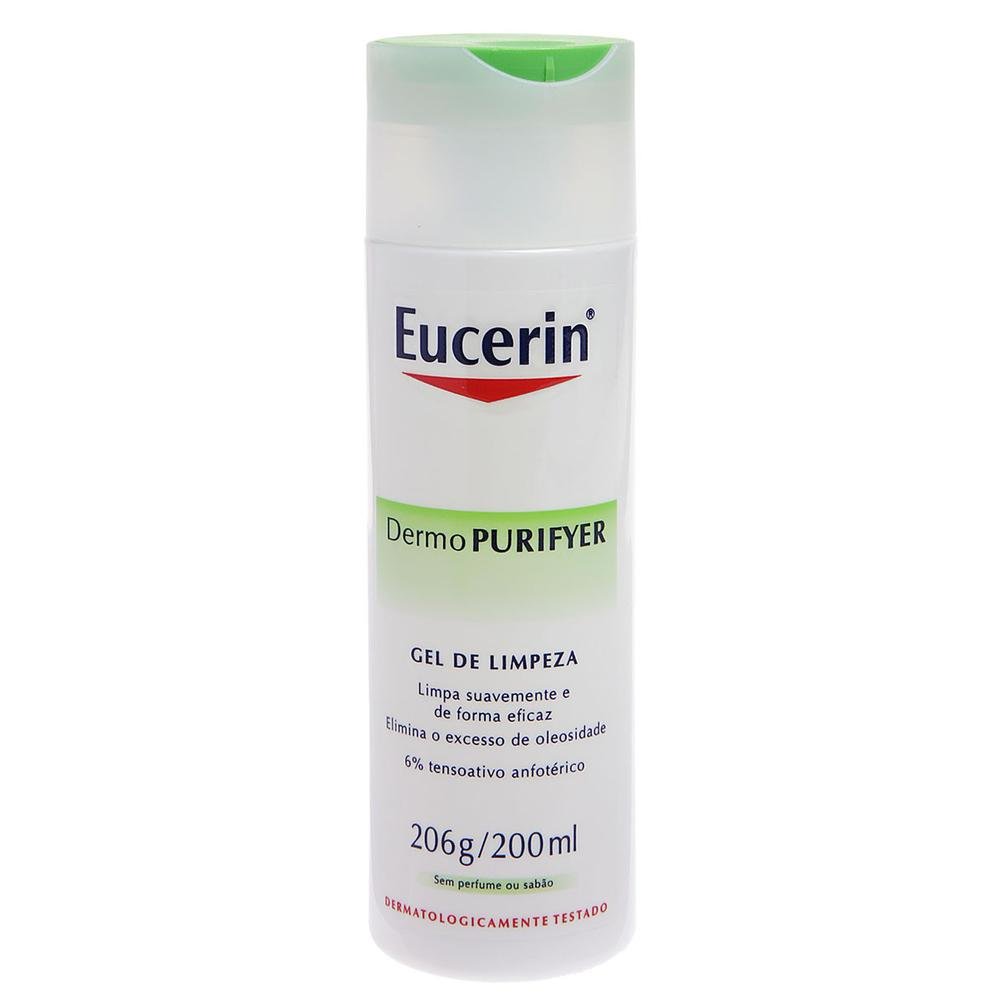 Eucerin®
DermoPURIFYER
GEL DE LIMPEZA
Limpa suavemente e
de forma eficaz
Elimina o excesso de oleosidade
6% tensoativo anfotérico
206g/200ml
Sem perfume ou sabão
DERMATOLOGICAMENTE TESTADO